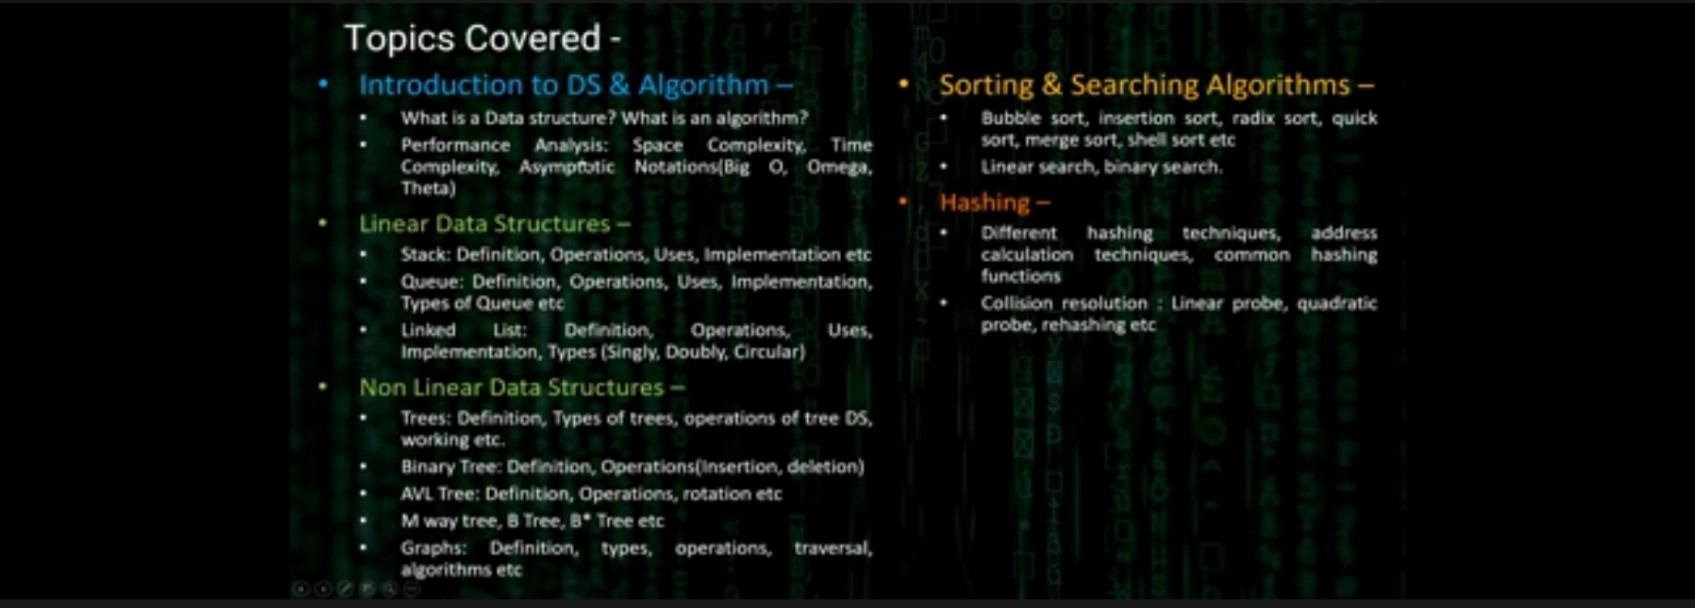 Topics Covered -
• Introduction to DS & Algorithm –
• What is a Data structure? What is an algorithm?
• Performance Analysis: Space Complexity, Time
Complexity, Asymptotic Notations(Big O, Omega,
Theta)
• Linear Data Structures –
• Stack: Definition, Operations, Uses, Implementation etc
• Queue: Definition, Operations, Uses, Implementation,
Types of Queue etc
• Linked List: Definition, Operations, Uses,
Implementation, Types (Singly, Doubly, Circular)
• Non Linear Data Structures –
• Trees: Definition, Types of trees, operations of tree DS,
working etc.
• Binary Tree: Definition, Operations(Insertion, deletion)
• AVL Tree: Definition, Operations, rotation etc
• M way tree, B Tree, B* Tree etc
• Graphs: Definition, types, operations, traversal,
algorithms etc
• Sorting & Searching Algorithms –
• Bubble sort, insertion sort, radix sort, quick
sort, merge sort, shell sort etc
• Linear search, binary search.
• Hashing –
• Different hashing techniques, address
calculation techniques, common hashing
functions
• Collision resolution : Linear probe, quadratic
probe, rehashing etc